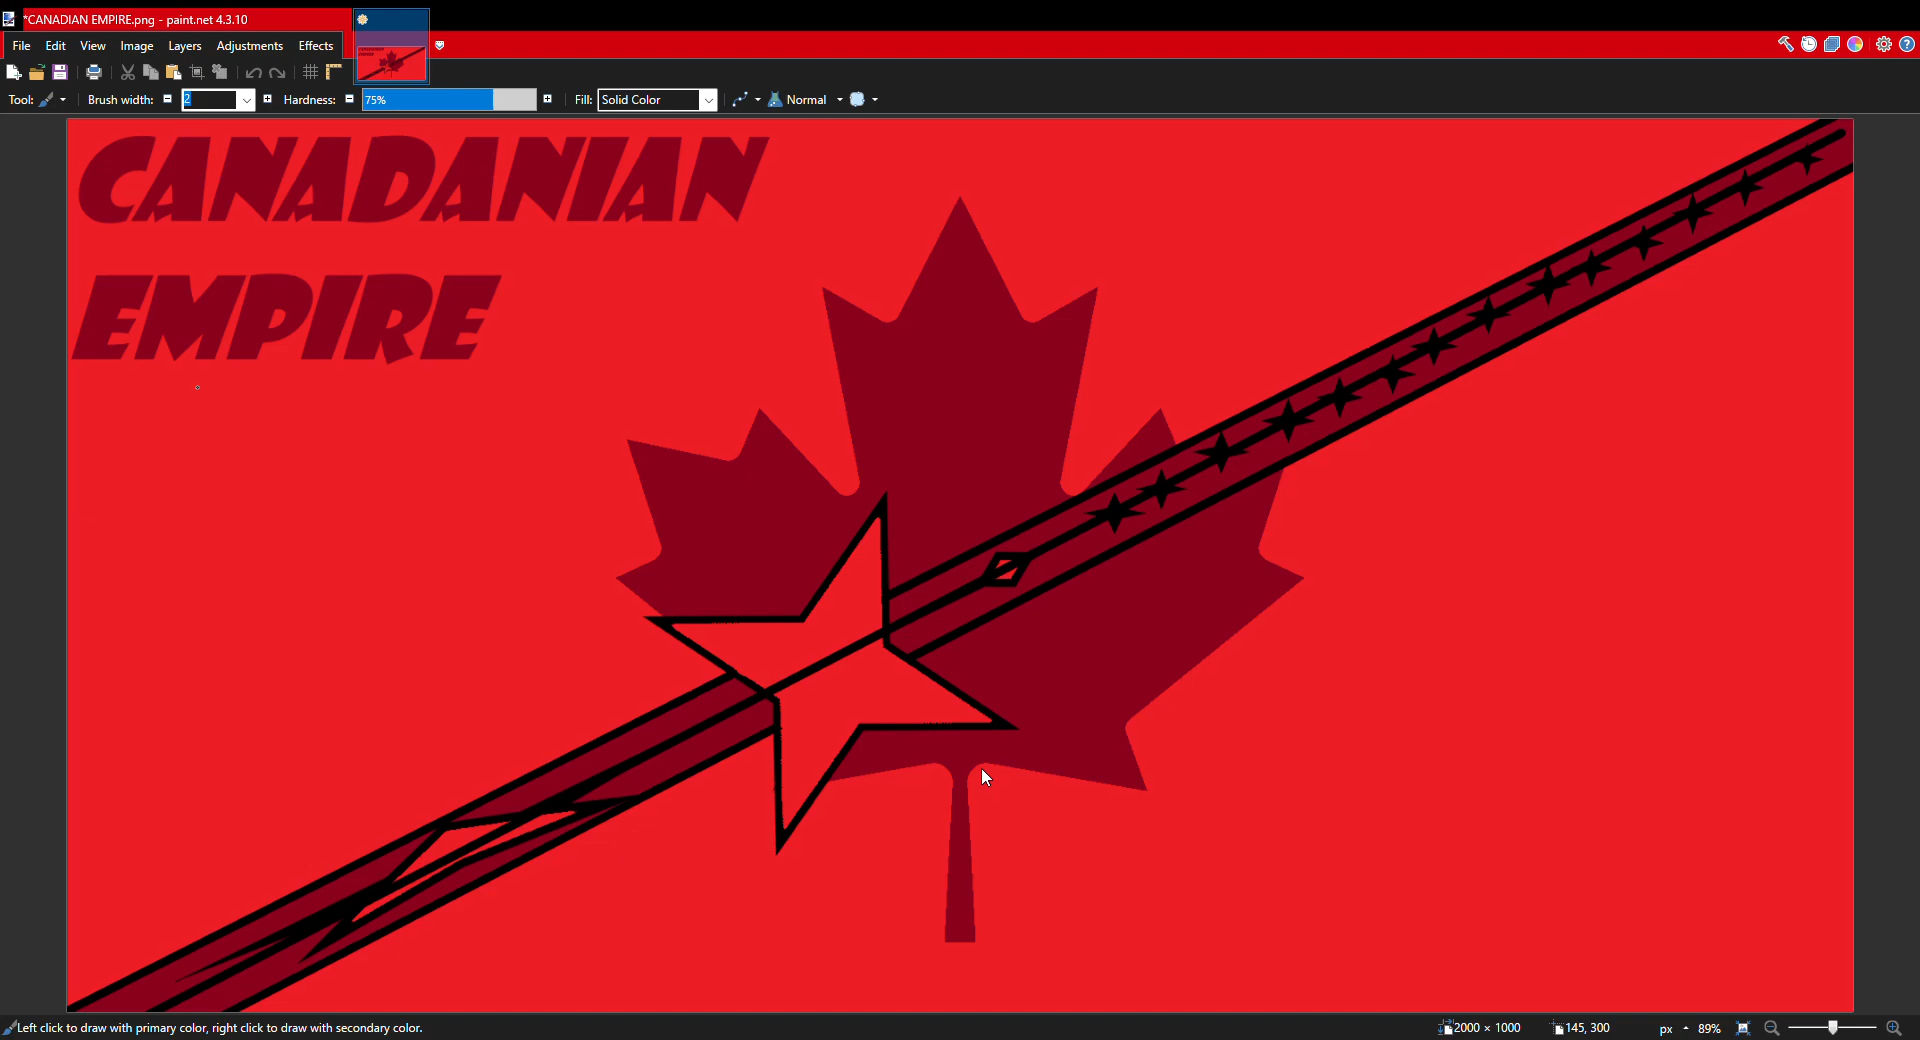 *CANADIAN EMPIRE.png - paint.net 4.3.10
File Edit View Image Layers Adjustments Effects
Tool: Brush width: 2 Hardness: 75% Fill: Solid Color Normal
CANADANIAN
EMPIRE
Left click to draw with primary color, right click to draw with secondary color. 2000 × 1000 145, 300 px 89%